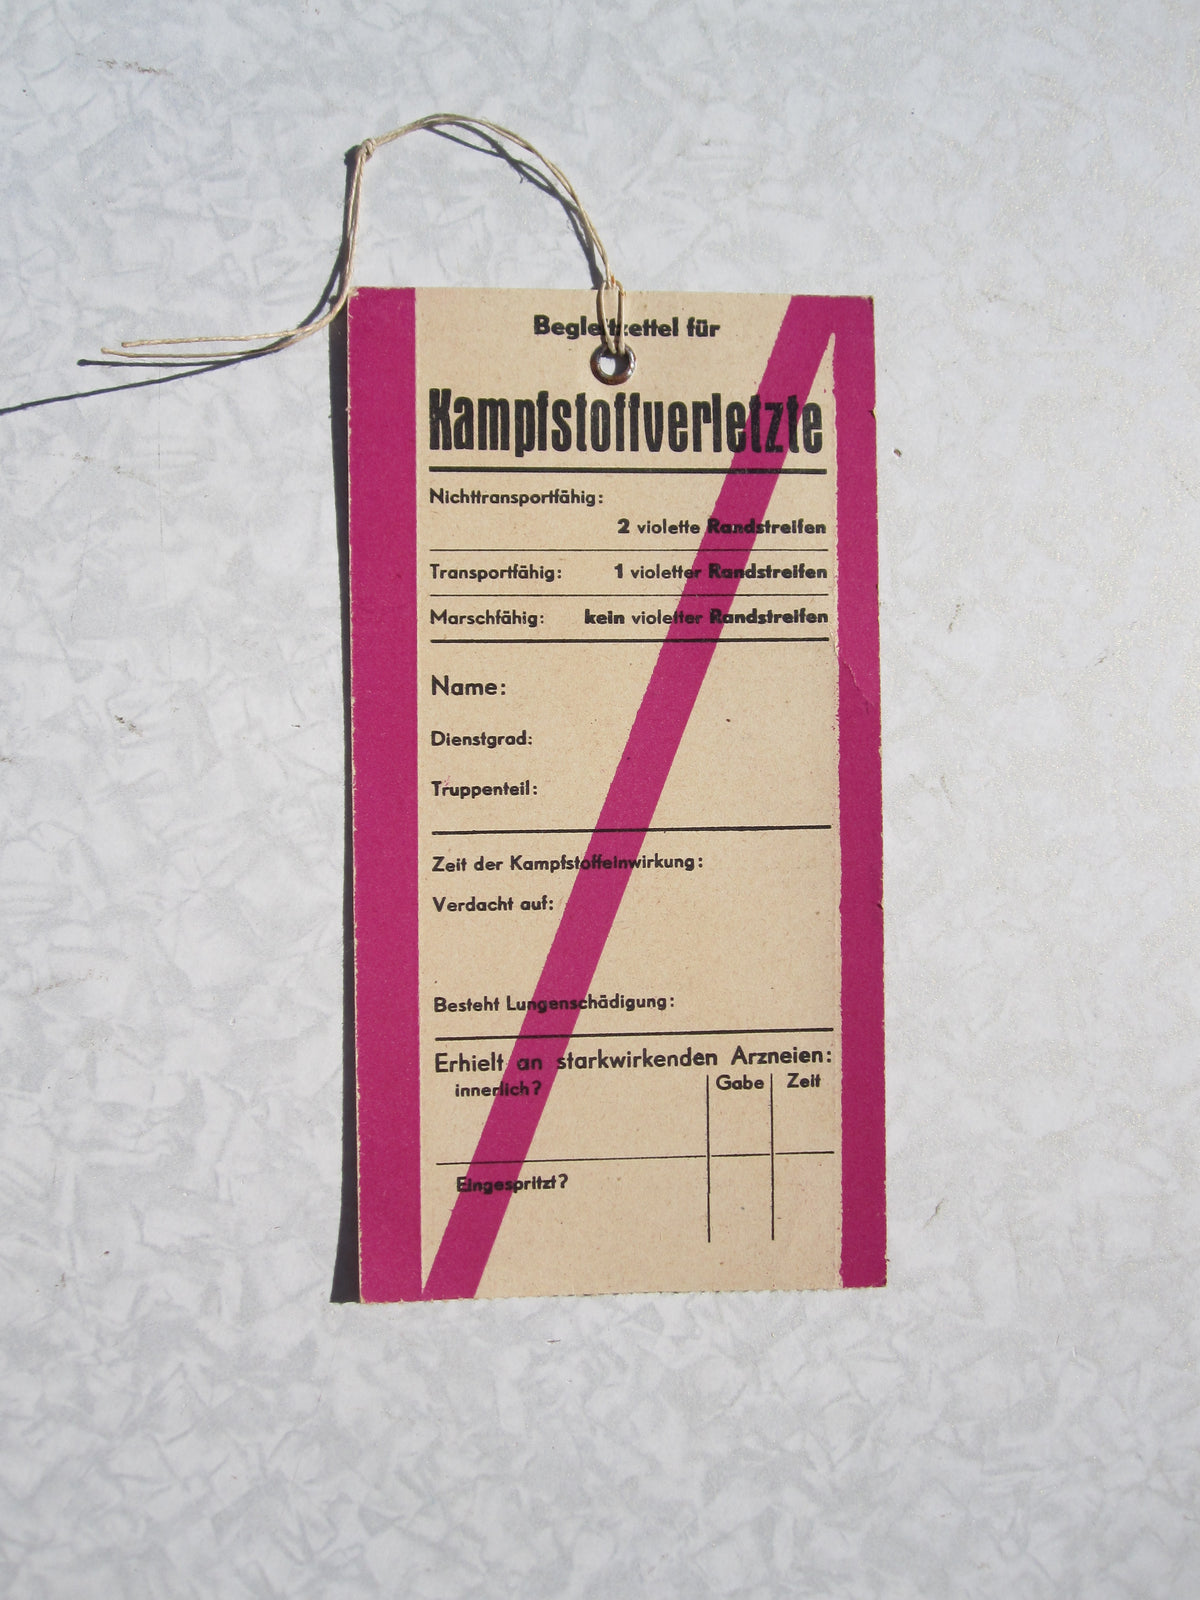 Begleitzettel für
Kampfstoffverletzte
Nichttransportfähig:
2 violette Randstreifen
Transportfähig: 1 violetter Randstreifen
Marschfähig: kein violetter Randstreifen
Name:
Dienstgrad:
Truppenteil:
Zeit der Kampfstoffeinwirkung:
Verdacht auf:
Besteht Lungenschädigung:
Erhielt an starkwirkenden Arzneien:
innerlich? Gabe Zeit
Eingespritzt?